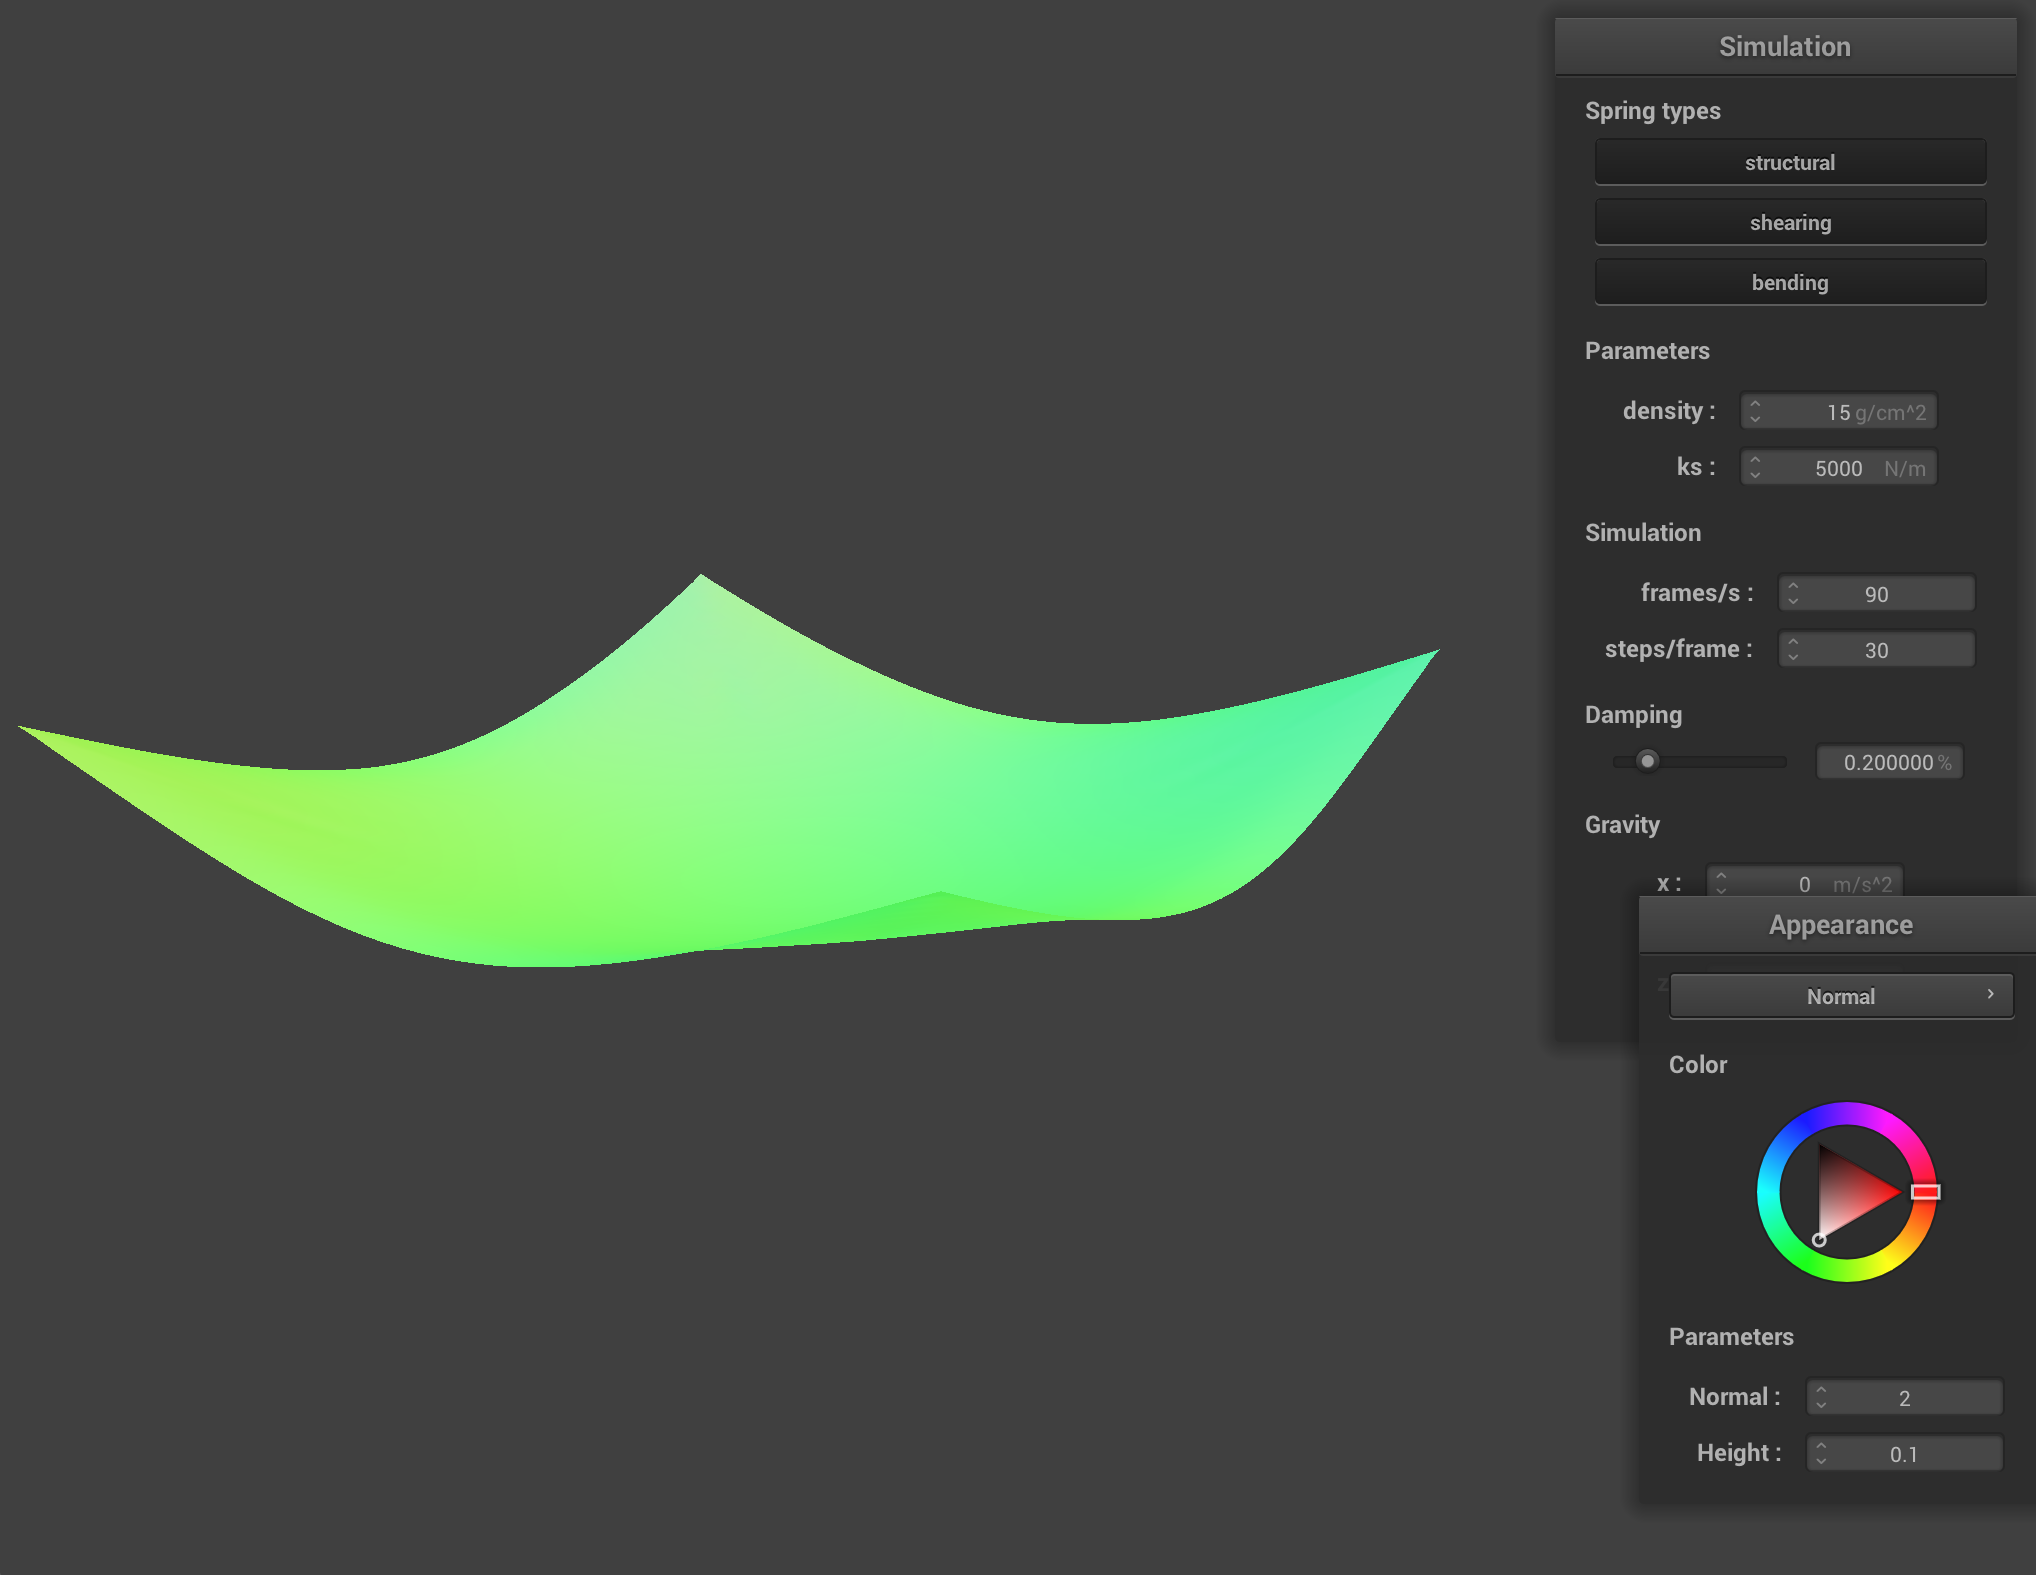 Simulation
Spring types
structural
shearing
bending
Parameters
density : 15 g/cm^2
ks : 5000 N/m
Simulation
frames/s : 90
steps/frame : 30
Damping
0.200000 %
Gravity
x : 0 m/s^2
Appearance
z
Normal
Color
Parameters
Normal : 2
Height : 0.1